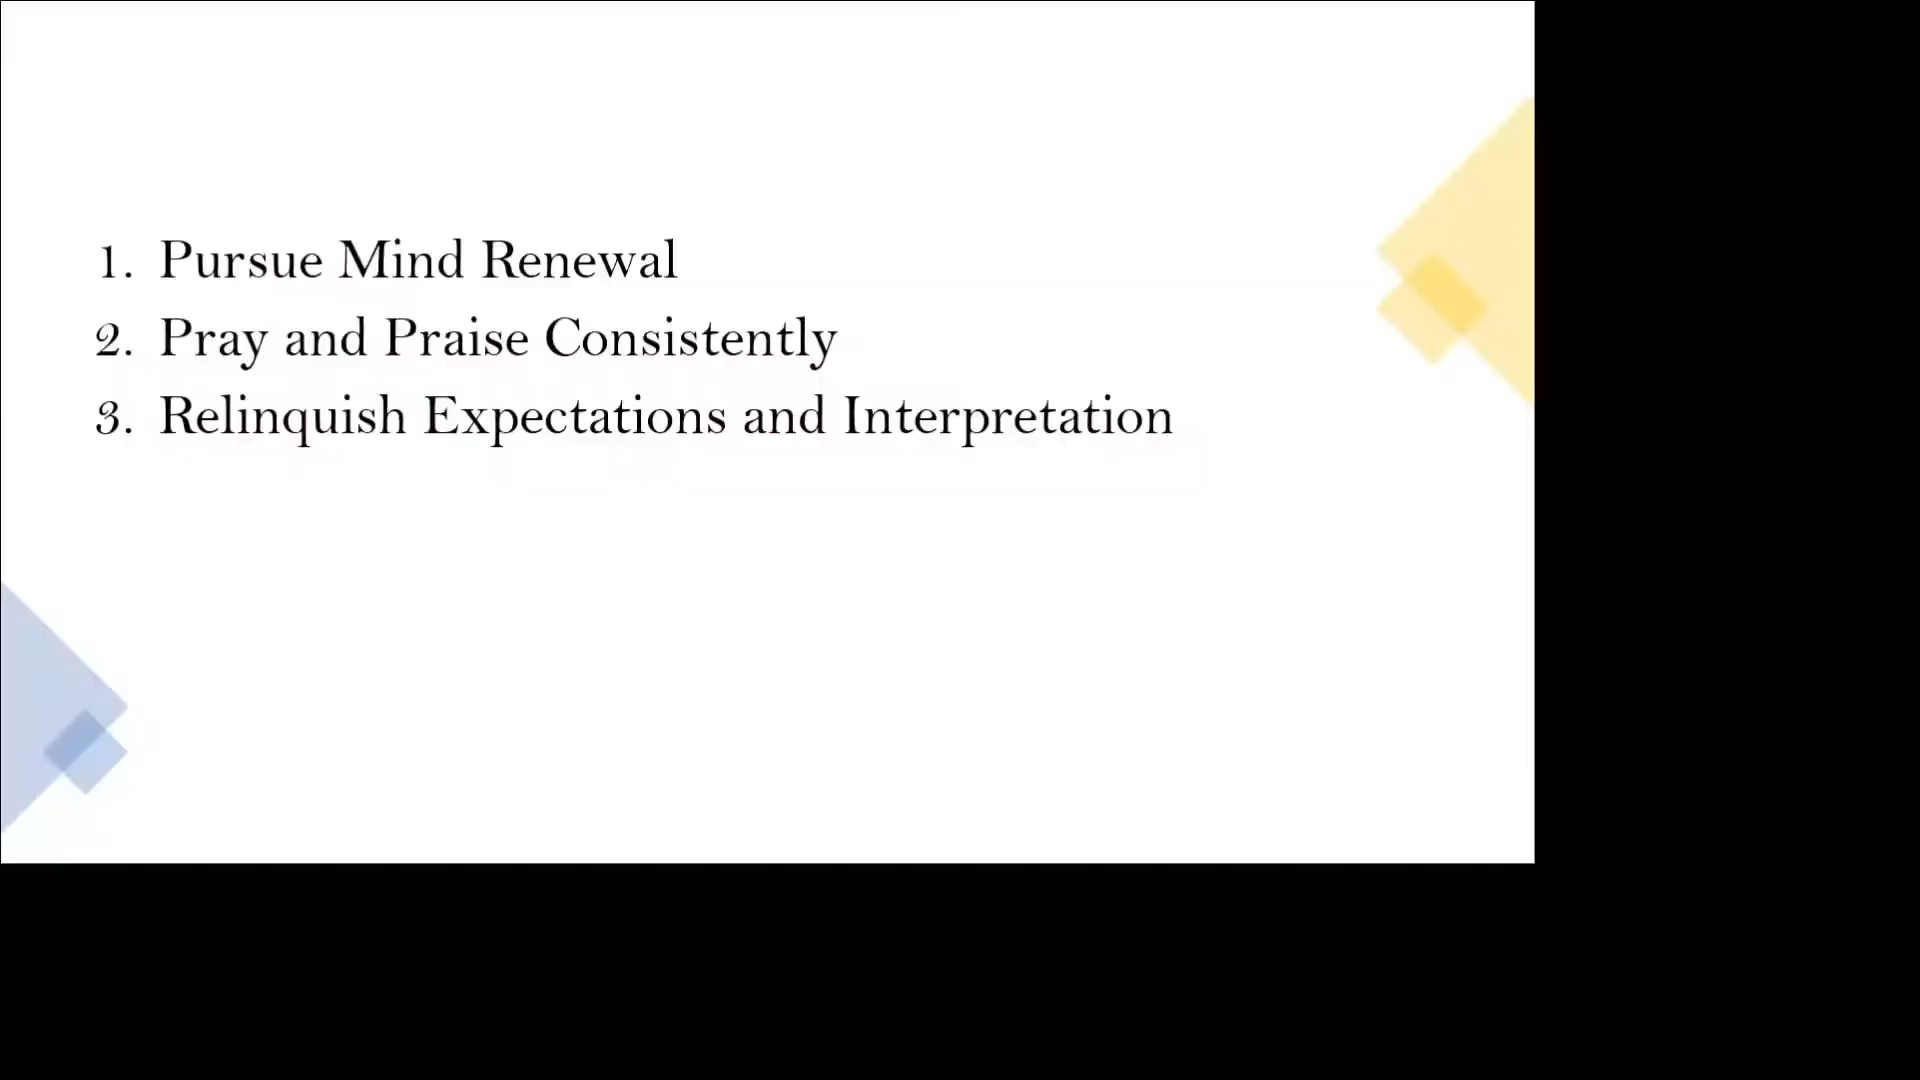 1. Pursue Mind Renewal
2. Pray and Praise Consistently
3. Relinquish Expectations and Interpretation